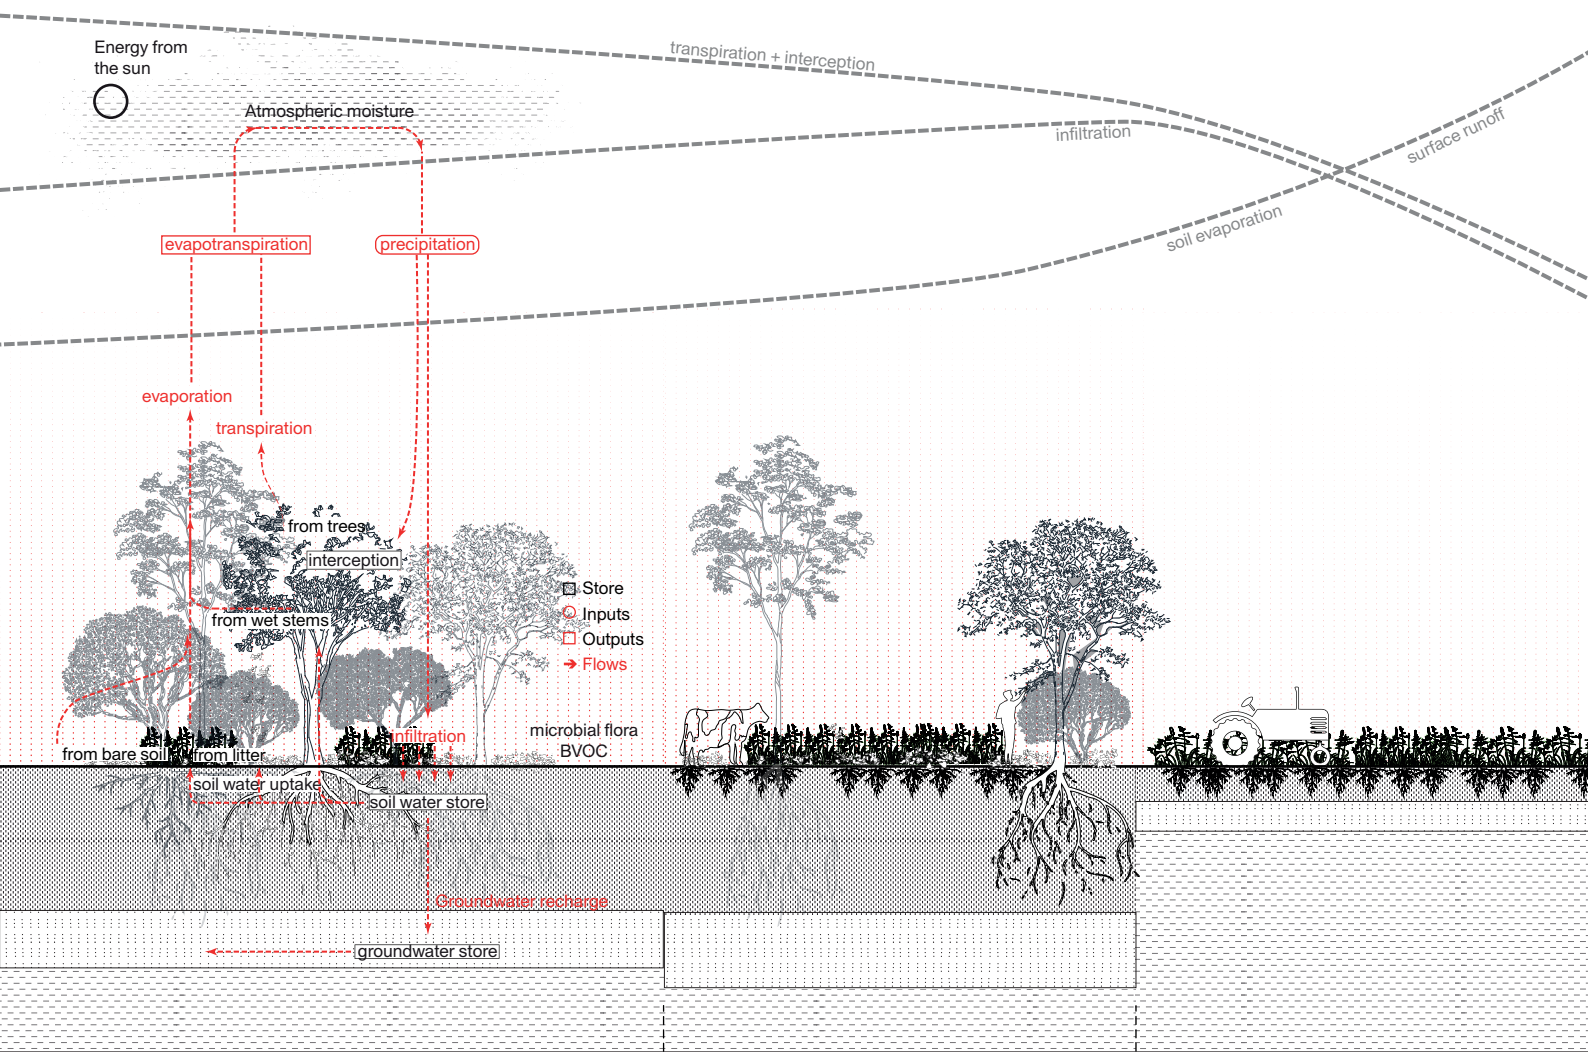 Energy from
the sun
transpiration + interception
Atmospheric moisture
infiltration
surface runoff
soil evaporation
evapotranspiration
precipitation
evaporation
transpiration
from trees
interception
Store
from wet stems
Inputs
Outputs
Flows
microbial flora
BVOC
infiltration
from bare soil
from litter
soil water uptake
soil water store
Groundwater recharge
groundwater store